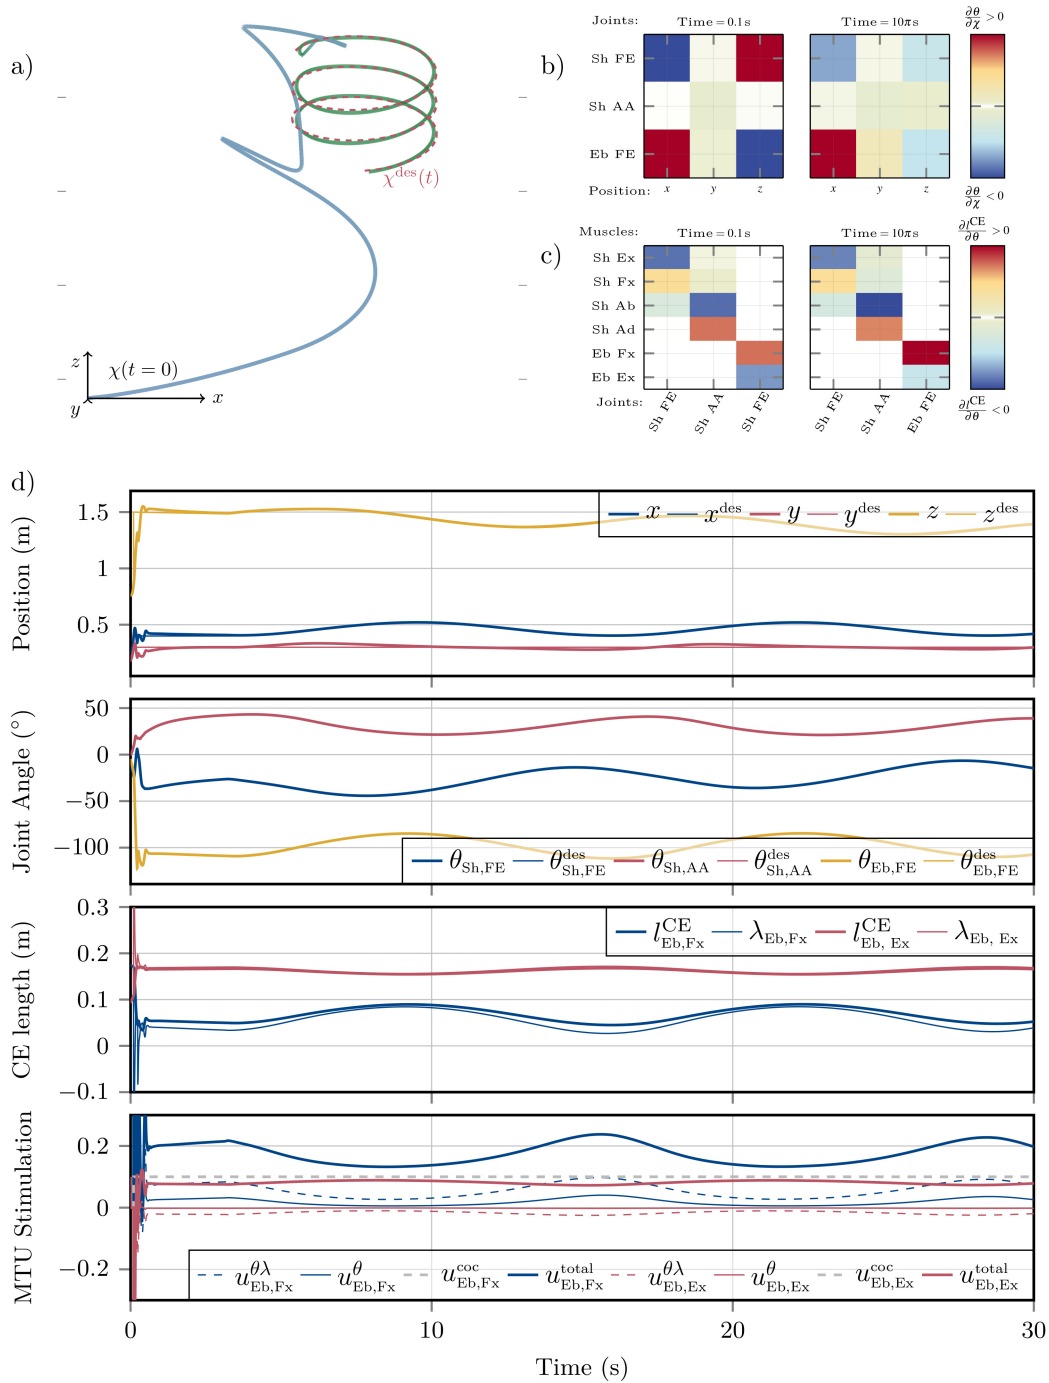 a)
χ^des(t)
χ(t=0)
z
y
x
b)
Joints:
Time = 0.1s
Time = 10πs
∂θ/∂χ > 0
Sh FE
Sh AA
Eb FE
Position:
x y z
x y z
∂θ/∂χ < 0
c)
Muscles:
Time = 0.1s
Time = 10πs
∂l^CE/∂θ > 0
Sh Ex
Sh Fx
Sh Ab
Sh Ad
Eb Fx
Eb Ex
Joints:
Sh FE
Sh AA
Sh FE
Sh FE
Sh AA
Eb FE
∂l^CE/∂θ < 0
d)
Position (m)
1.5
1
0.5
x x^des y y^des z z^des
Joint Angle (°)
50
0
−50
−100
θ_Sh,FE θ^des_Sh,FE θ_Sh,AA θ^des_Sh,AA θ_Eb,FE θ^des_Eb,FE
CE length (m)
0.3
0.2
0.1
0
−0.1
l^CE_Eb,Fx λ_Eb,Fx l^CE_Eb, Ex λ_Eb, Ex
MTU Stimulation
0.2
0
−0.2
u^θλ_Eb,Fx u^θ_Eb,Fx u^coc_Eb,Fx u^total_Eb,Fx u^θλ_Eb,Ex u^θ_Eb,Ex u^coc_Eb,Ex u^total_Eb,Ex
0 10 20 30
Time (s)